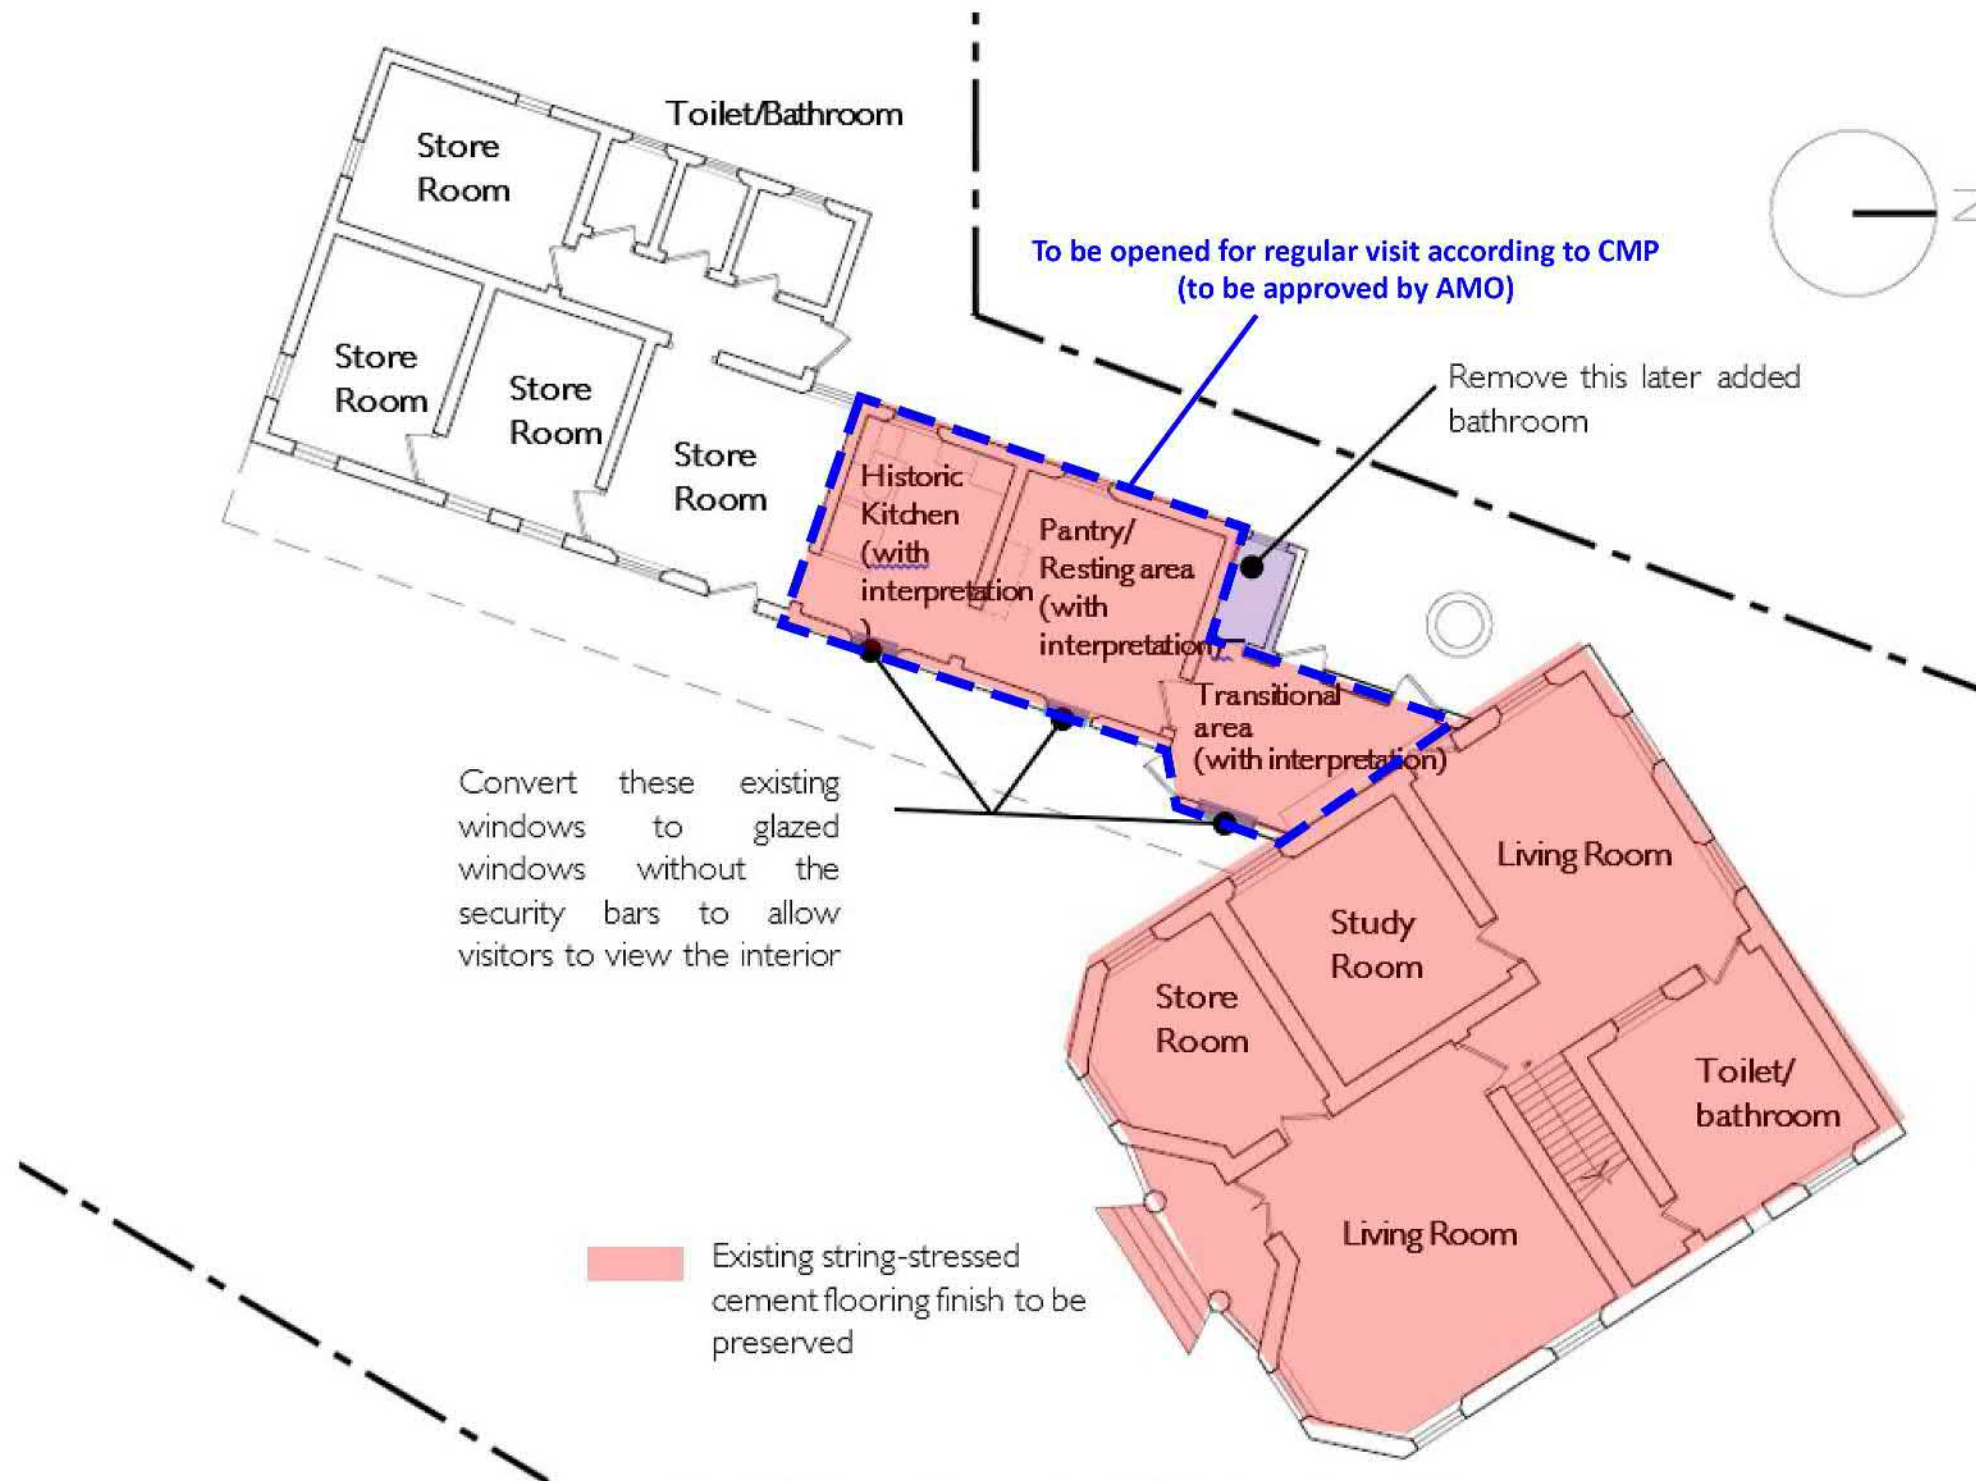 Toilet/Bathroom
Store
Room
To be opened for regular visit according to CMP
(to be approved by AMO)
N
Store
Room
Store
Room
Remove this later added
bathroom
Store
Room
Historic
Kitchen
(with
interpretation
)
Pantry/
Resting area
(with
interpretation)
Transitional
area
(with interpretation)
Convert these existing
windows to glazed
windows without the
security bars to allow
visitors to view the interior
Living Room
Study
Room
Store
Room
Toilet/
bathroom
Living Room
Existing string-stressed
cement flooring finish to be
preserved